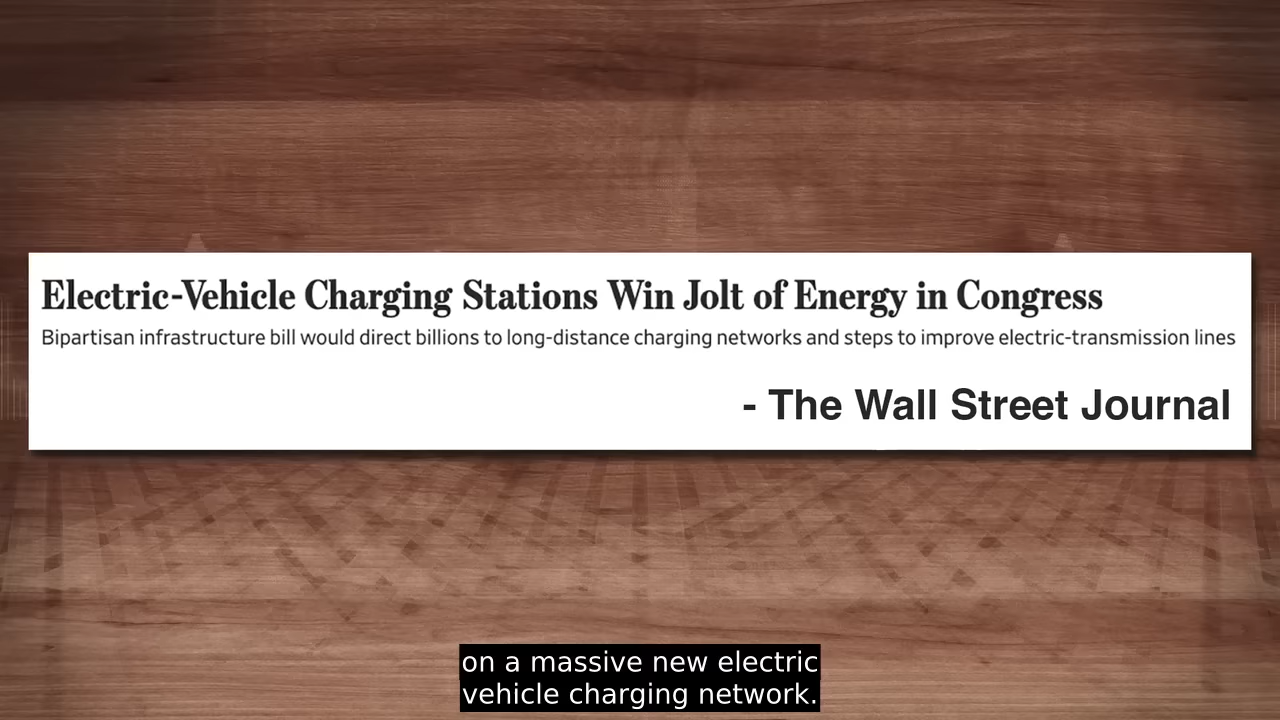 Electric-Vehicle Charging Stations Win Jolt of Energy in Congress
Bipartisan infrastructure bill would direct billions to long-distance charging networks and steps to improve electric-transmission lines
- The Wall Street Journal
on a massive new electric
vehicle charging network.